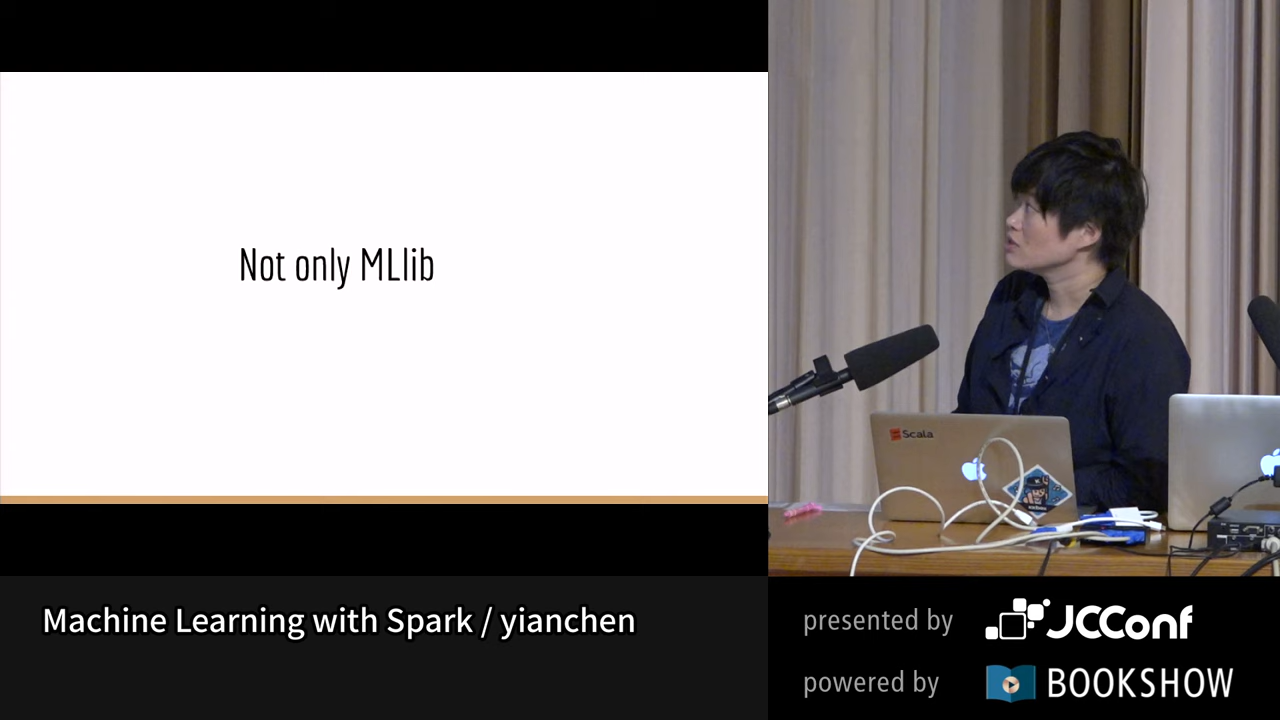 Not only MLlib
Scala
Machine Learning with Spark / yianchen
presented by JCConf
powered by BOOKSHOW